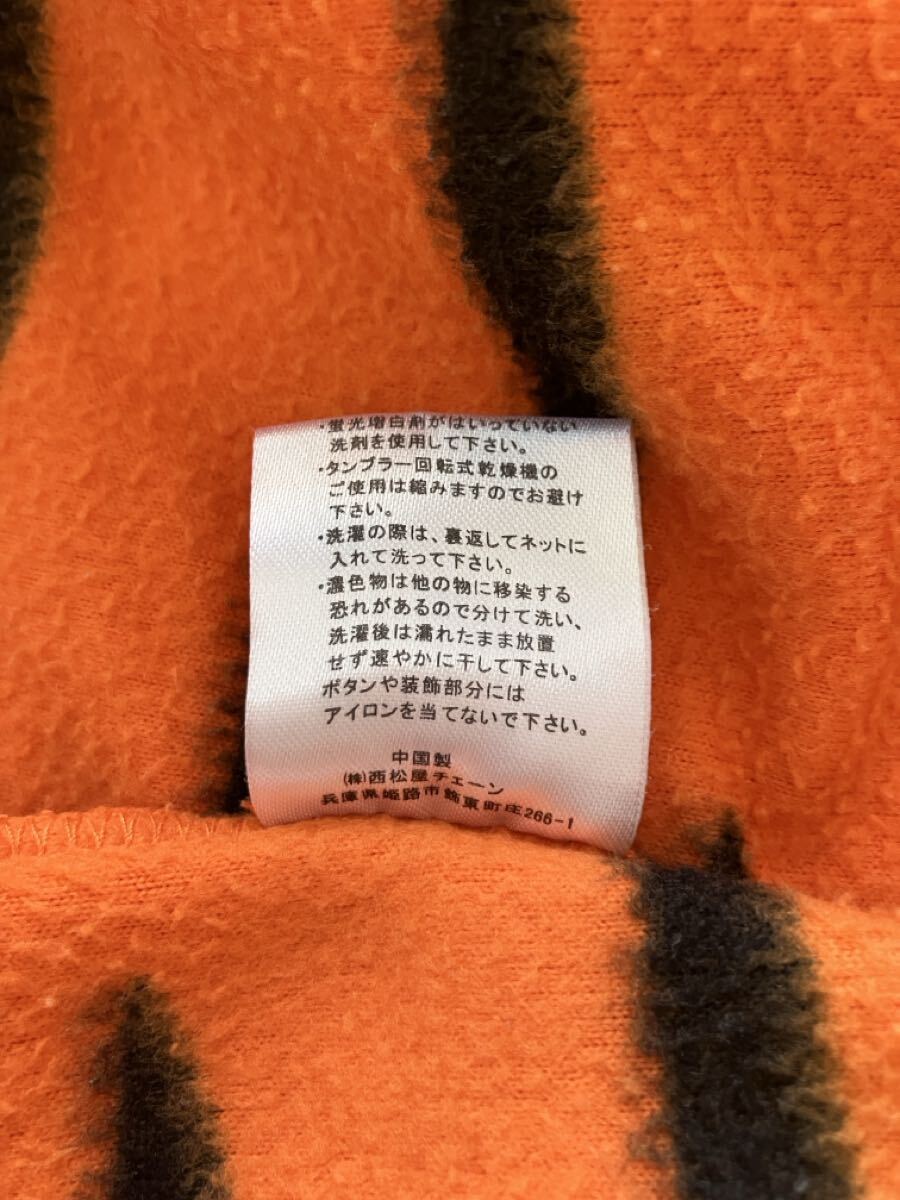 ・蛍光増白剤がはいっていない
洗剤を使用して下さい。
・タンブラー回転式乾燥機の
ご使用は縮みますのでお避け
下さい。
・洗濯の際は、裏返してネットに
入れて洗って下さい。
・濃色物は他の物に移染する
恐れがあるので分けて洗い、
洗濯後は濡れたまま放置
せず速やかに干して下さい。
ボタンや装飾部分には
アイロンを当てないで下さい。
中国製
(株)西松屋チェーン
兵庫県姫路市飾東町庄266-1